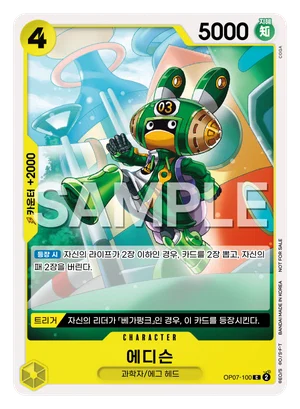 4
5000
지혜
知
03
카운터 +2000
SAMPLE
등장 시 자신의 라이프가 2장 이하인 경우, 카드를 2장 뽑고, 자신의
패 2장을 버린다.
트리거 자신의 리더가 「베가펑크」인 경우, 이 카드를 등장시킨다.
CHARACTER
에디슨
과학자/에그 헤드
OP07-100 C 2
BANDAI MADE IN KOREA NOT FOR SALE